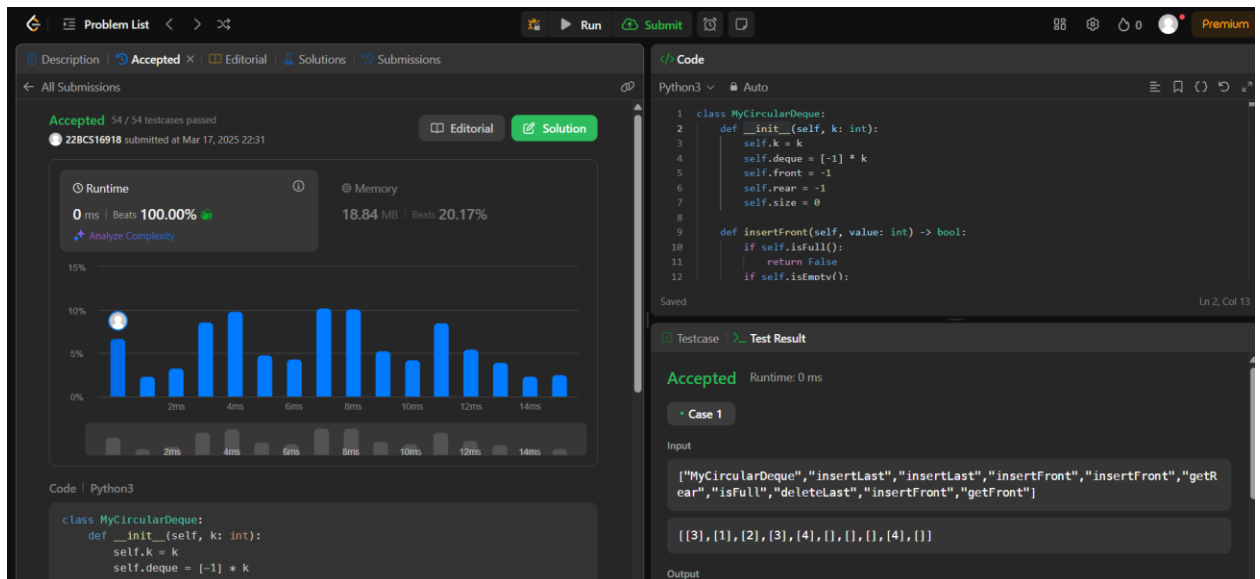 Problem List
Run
Submit
0
Premium
Description
Accepted
Editorial
Solutions
Submissions
All Submissions
Accepted 54 / 54 testcases passed
22BCS16918 submitted at Mar 17, 2025 22:31
Editorial
Solution
Runtime
0 ms | Beats 100.00%
Analyze Complexity
Memory
18.84 MB | Beats 20.17%
15%
10%
5%
0%
2ms 4ms 6ms 8ms 10ms 12ms 14ms
2ms 4ms 6ms 8ms 10ms 12ms 14ms
Code | Python3
class MyCircularDeque:
def __init__(self, k: int):
self.k = k
self.deque = [-1] * k
</> Code
Python3 Auto
1 class MyCircularDeque:
2 def __init__(self, k: int):
3 self.k = k
4 self.deque = [-1] * k
5 self.front = -1
6 self.rear = -1
7 self.size = 0
8
9 def insertFront(self, value: int) -> bool:
10 if self.isFull():
11 return False
12 if self.isEmpty():
Saved
Ln 2, Col 13
Testcase
Test Result
Accepted Runtime: 0 ms
• Case 1
Input
["MyCircularDeque","insertLast","insertLast","insertFront","insertFront","getR
ear","isFull","deleteLast","insertFront","getFront"]
[[3],[1],[2],[3],[4],[],[],[],[4],[]]
Output